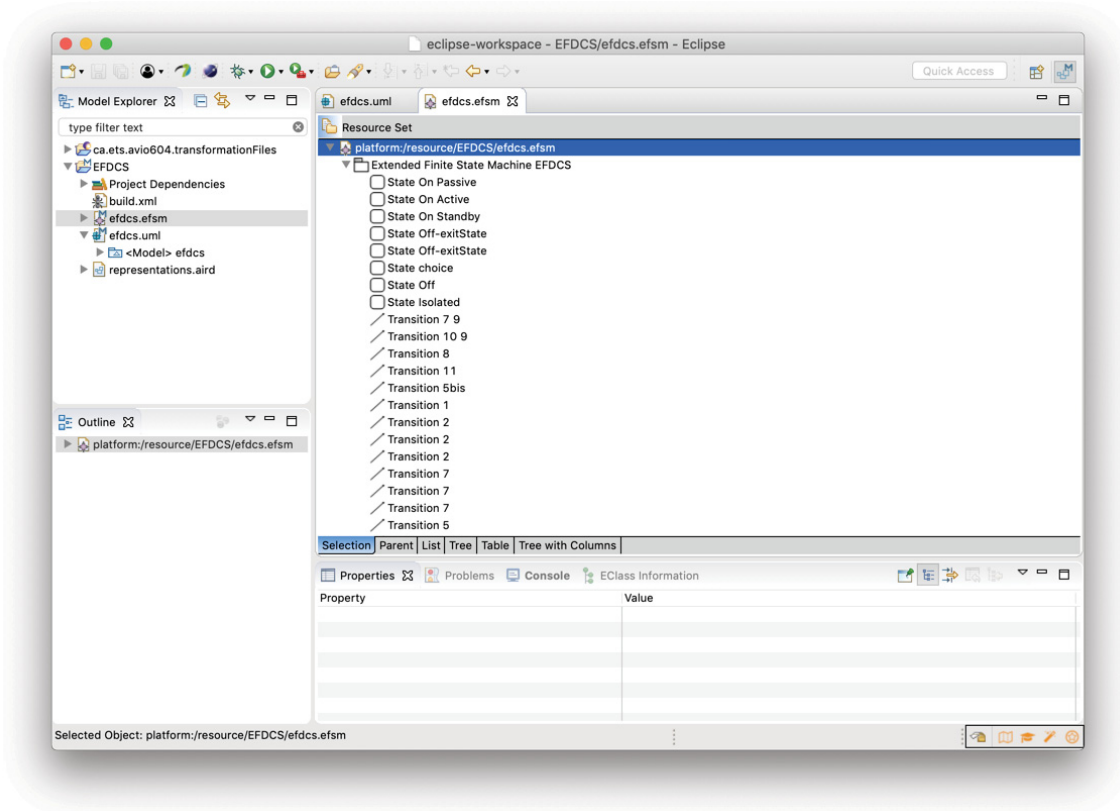 eclipse-workspace - EFDCS/efdcs.efsm - Eclipse
Quick Access
Model Explorer
type filter text
ca.ets.avio604.transformationFiles
EFDCS
Project Dependencies
build.xml
efdcs.efsm
efdcs.uml
<Model> efdcs
representations.aird
Outline
platform:/resource/EFDCS/efdcs.efsm
efdcs.uml
efdcs.efsm
Resource Set
platform:/resource/EFDCS/efdcs.efsm
Extended Finite State Machine EFDCS
State On Passive
State On Active
State On Standby
State Off-exitState
State Off-exitState
State choice
State Off
State Isolated
Transition 7 9
Transition 10 9
Transition 8
Transition 11
Transition 5bis
Transition 1
Transition 2
Transition 2
Transition 2
Transition 7
Transition 7
Transition 7
Transition 5
Selection Parent List Tree Table Tree with Columns
Properties Problems Console EClass Information
Property Value
Selected Object: platform:/resource/EFDCS/efdcs.efsm